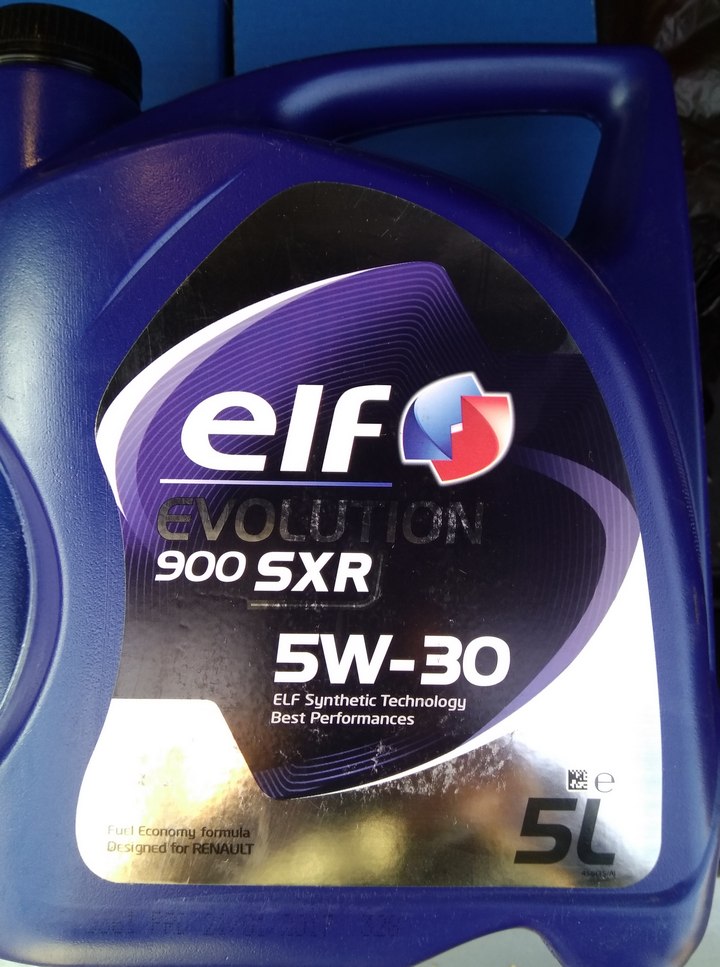 elf
EVOLUTION
900 SXR
5W-30
ELF Synthetic Technology
Best Performances
e
5L
Fuel Economy formula
Designed for RENAULT